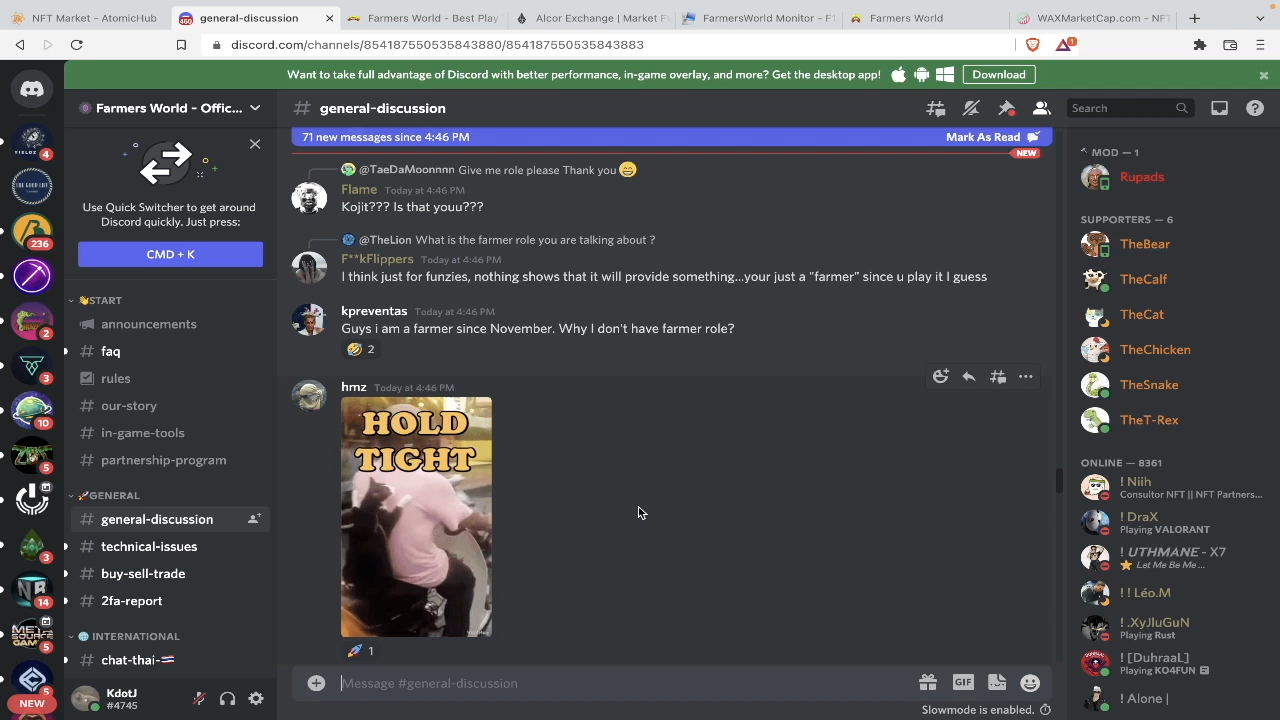 NFT Market - AtomicHub
general-discussion
Farmers World - Best Play
Alcor Exchange | Market F
FarmersWorld Monitor - F1
Farmers World
WAXMarketCap.com - NFT
discord.com/channels/854187550535843880/854187550535843883
1
Want to take full advantage of Discord with better performance, in-game overlay, and more? Get the desktop app!
Download
Farmers World - Offic...
general-discussion
Search
71 new messages since 4:46 PM
Mark As Read
NEW
Use Quick Switcher to get around
Discord quickly. Just press:
CMD + K
START
announcements
faq
rules
our-story
in-game-tools
partnership-program
GENERAL
general-discussion
technical-issues
buy-sell-trade
2fa-report
INTERNATIONAL
chat-thai-
KdotJ
#4745
4
THE GOOD LIFE
236
2
3
10
5
3
14
5
5
NEW
@TaeDaMoonnnn Give me role please Thank you
Flame Today at 4:46 PM
Kojit??? Is that youu???
@TheLion What is the farmer role you are talking about ?
F**kFlippers Today at 4:46 PM
I think just for funzies, nothing shows that it will provide something...your just a "farmer" since u play it I guess
kpreventas Today at 4:46 PM
Guys i am a farmer since November. Why I don't have farmer role?
2
hmz Today at 4:46 PM
HOLD
TIGHT
1
Message #general-discussion
GIF
Slowmode is enabled.
MOD — 1
Rupads
SUPPORTERS — 6
TheBear
TheCalf
TheCat
TheChicken
TheSnake
TheT-Rex
ONLINE — 8361
! Niih
Consultor NFT || NFT Partners...
! DraX
Playing VALORANT
! UTHMANE - X7
Let Me Be Me ...
! ! Léo.M
! .XyJluGuN
Playing Rust
! [DuhraaL]
Playing KO4FUN
! Alone |